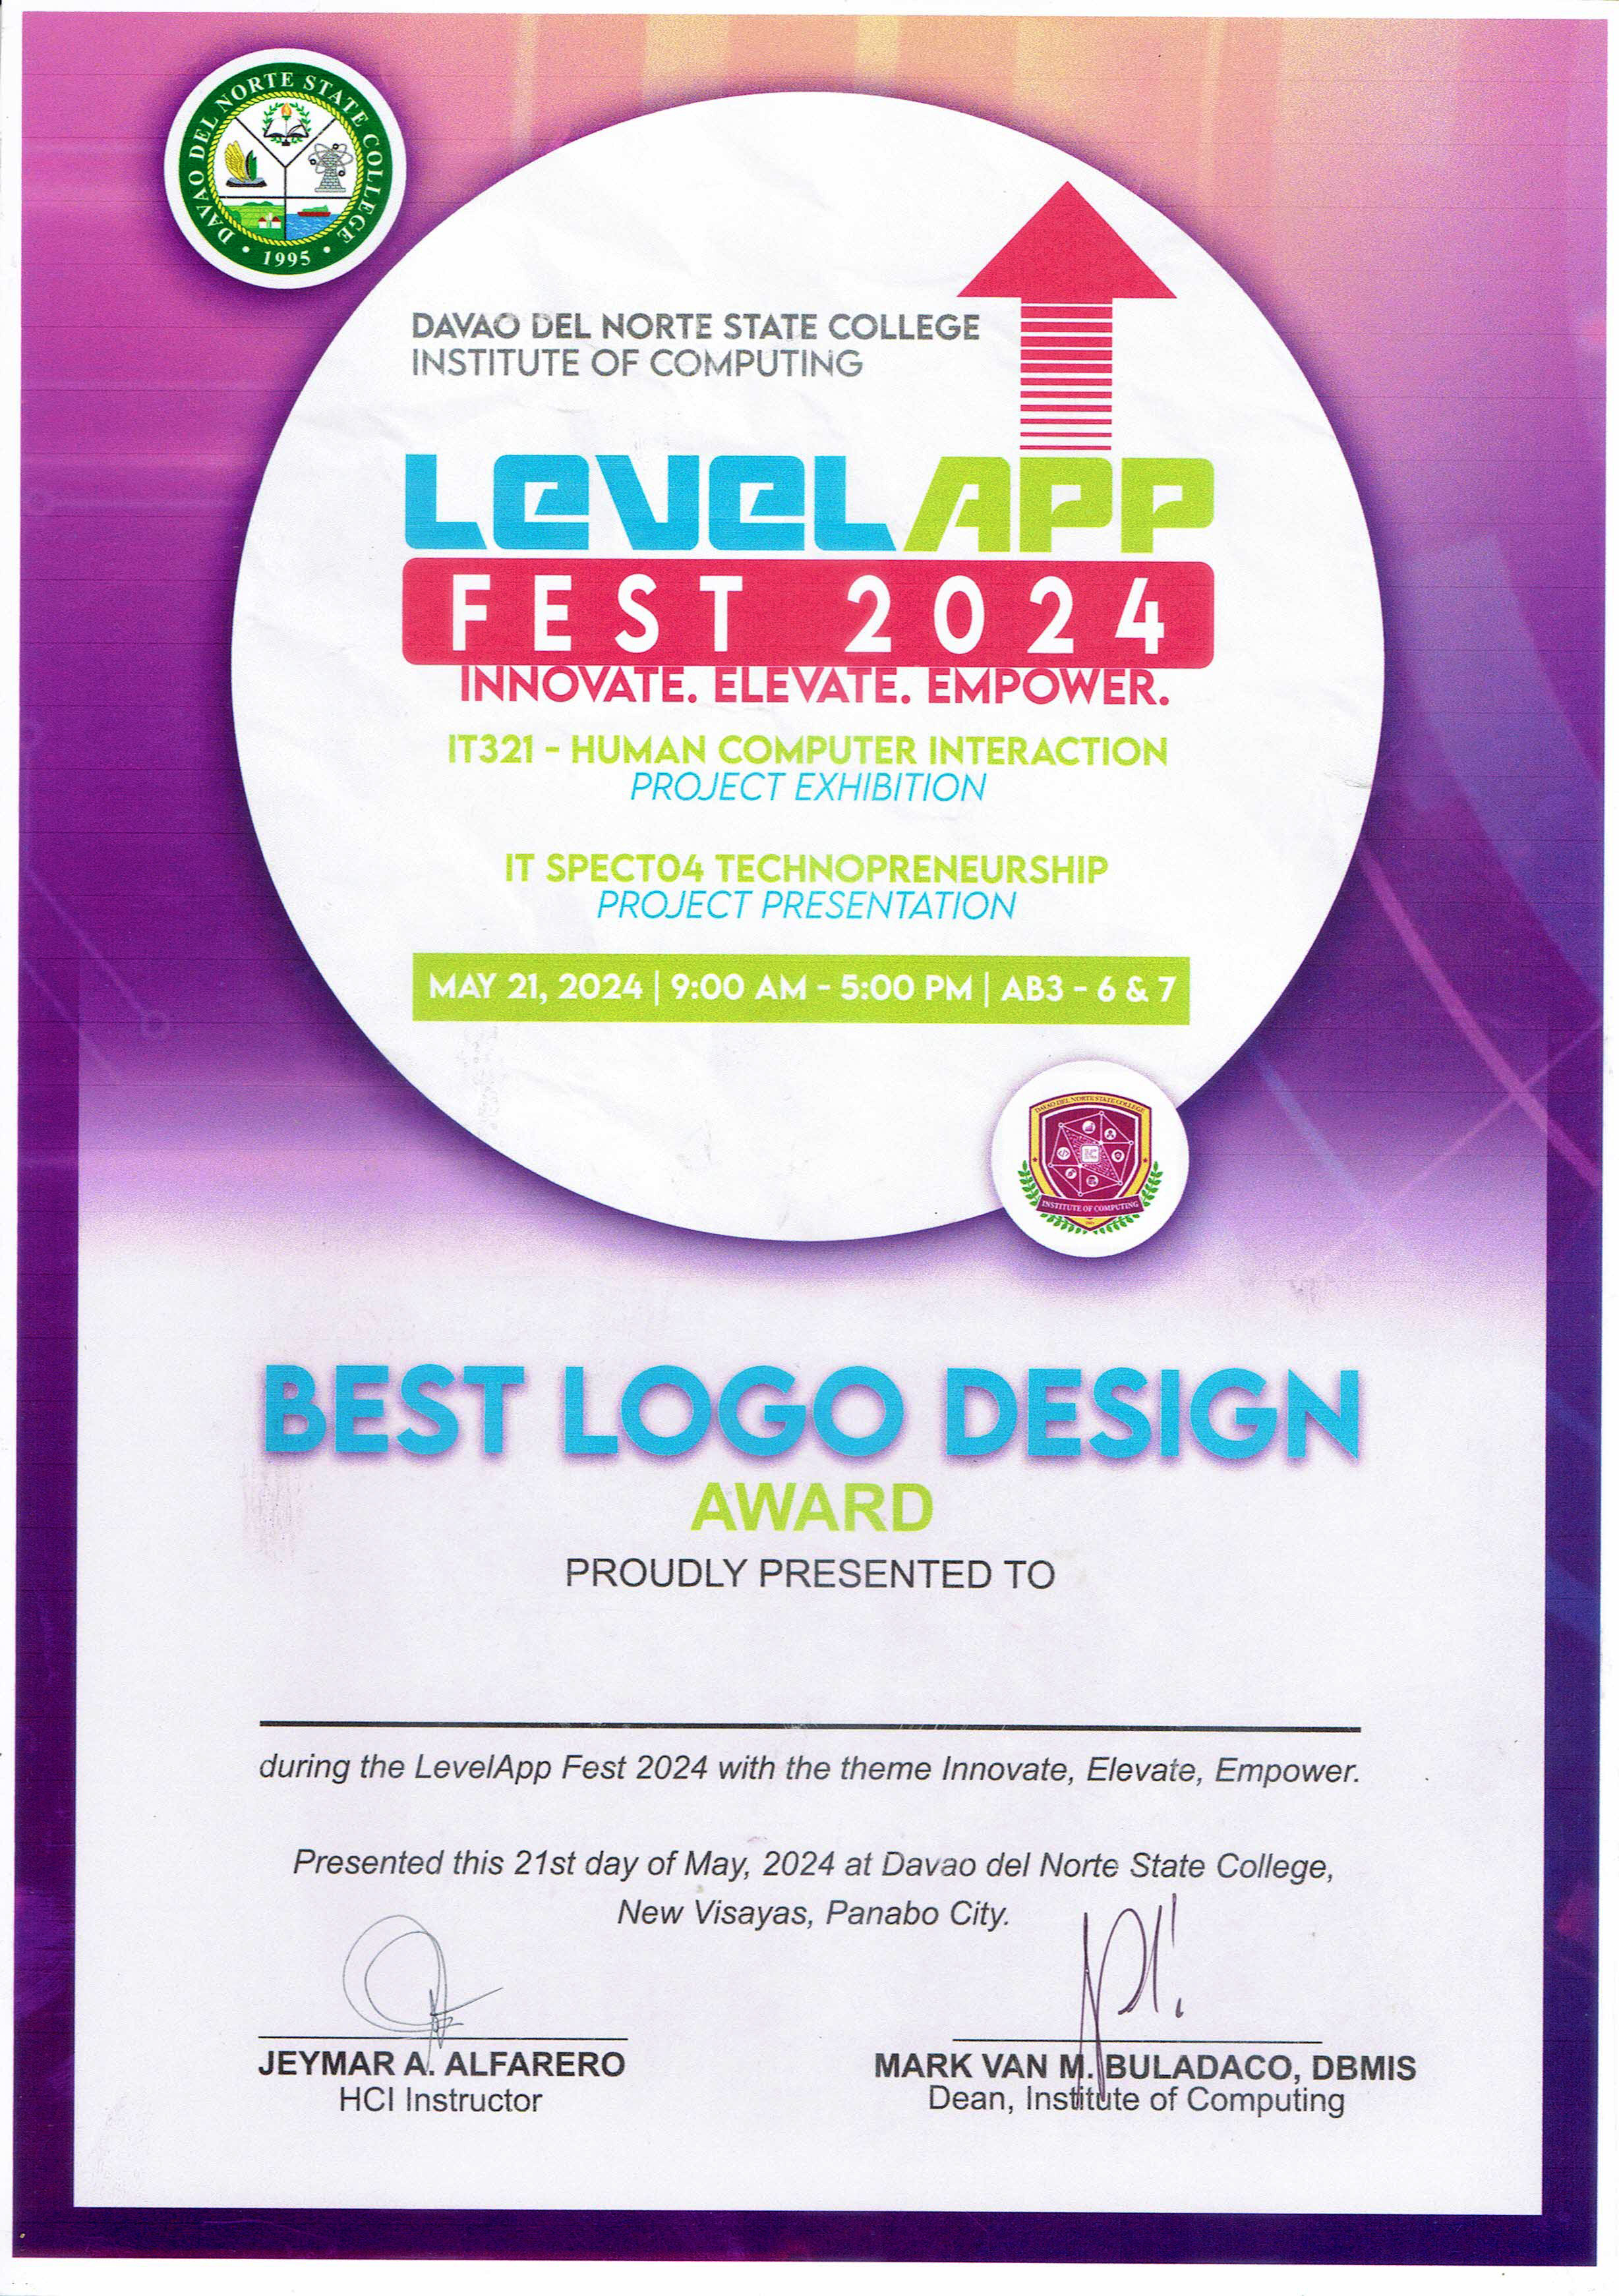 DAVAO DEL NORTE STATE COLLEGE
• 1995 •
DAVAO DEL NORTE STATE COLLEGE
INSTITUTE OF COMPUTING
LEVELAPP
FEST 2024
INNOVATE. ELEVATE. EMPOWER.
IT321 - HUMAN COMPUTER INTERACTION
PROJECT EXHIBITION
IT SPECT04 TECHNOPRENEURSHIP
PROJECT PRESENTATION
MAY 21, 2024 | 9:00 AM - 5:00 PM | AB3 - 6 & 7
DAVAO DEL NORTE STATE COLLEGE
INSTITUTE OF COMPUTING
BEST LOGO DESIGN
AWARD
PROUDLY PRESENTED TO
during the LevelApp Fest 2024 with the theme Innovate, Elevate, Empower.
Presented this 21st day of May, 2024 at Davao del Norte State College,
New Visayas, Panabo City.
JEYMAR A. ALFARERO
HCI Instructor
MARK VAN M. BULADACO, DBMIS
Dean, Institute of Computing